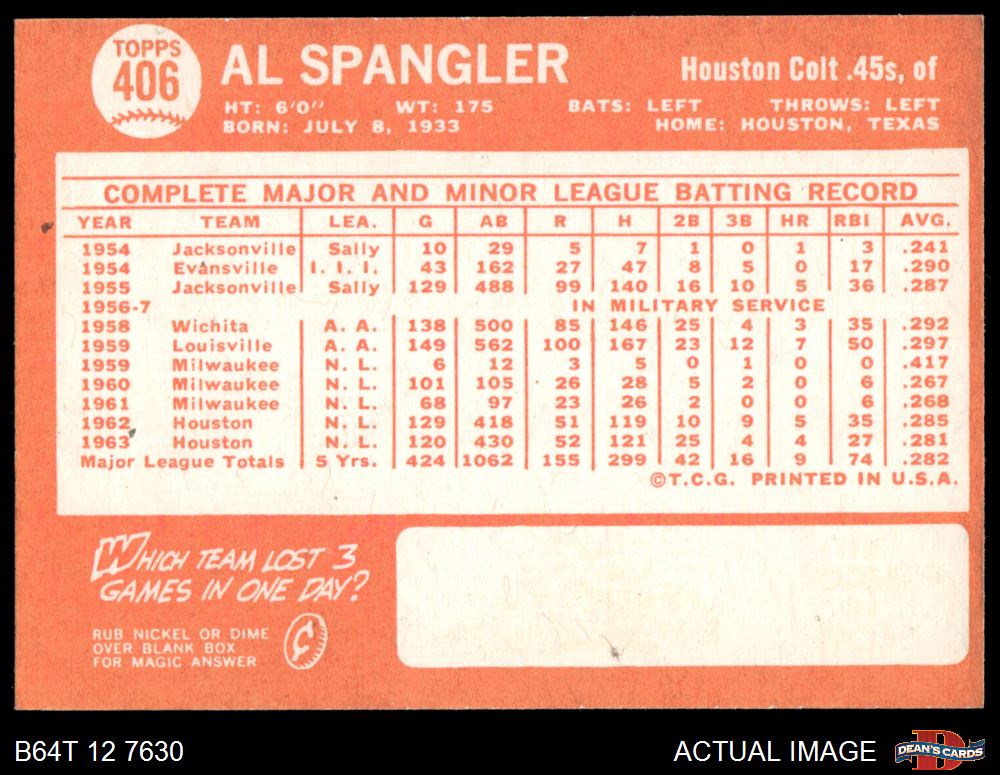 TOPPS
406
AL SPANGLER
Houston Colt .45s, of
HT: 6'0" WT: 175 BATS: LEFT THROWS: LEFT
BORN: JULY 8, 1933 HOME: HOUSTON, TEXAS
COMPLETE MAJOR AND MINOR LEAGUE BATTING RECORD
YEAR TEAM LEA. G AB R H 2B 3B HR RBI AVG.
1954 Jacksonville Sally 10 29 5 7 1 0 1 3 .241
1954 Evansville I. I. I. 43 162 27 47 8 5 0 17 .290
1955 Jacksonville Sally 129 488 99 140 16 10 5 36 .287
1956-7 IN MILITARY SERVICE
1958 Wichita A. A. 138 500 85 146 25 4 3 35 .292
1959 Louisville A. A. 149 562 100 167 23 12 7 50 .297
1959 Milwaukee N. L. 6 12 3 5 0 1 0 0 .417
1960 Milwaukee N. L. 101 105 26 28 5 2 0 6 .267
1961 Milwaukee N. L. 68 97 23 26 2 0 0 6 .268
1962 Houston N. L. 129 418 51 119 10 9 5 35 .285
1963 Houston N. L. 120 430 52 121 25 4 4 27 .281
Major League Totals 5 Yrs. 424 1062 155 299 42 16 9 74 .282
©T.C.G. PRINTED IN U.S.A.
WHICH TEAM LOST 3
GAMES IN ONE DAY?
RUB NICKEL OR DIME
OVER BLANK BOX
FOR MAGIC ANSWER
¢
B64T 12 7630
ACTUAL IMAGE
DEAN'S CARDS